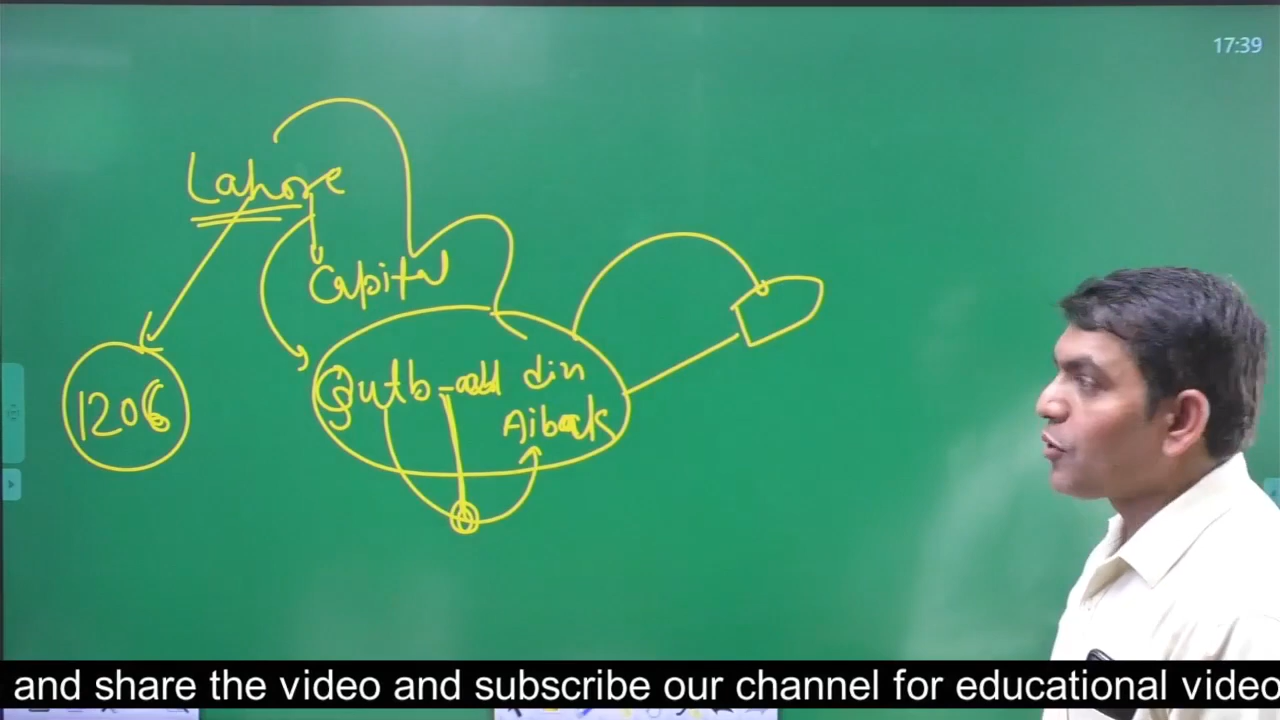 17:39
Lahore
Capital
1206
Qutb-ud din
Aibak
and share the video and subscribe our channel for educational video